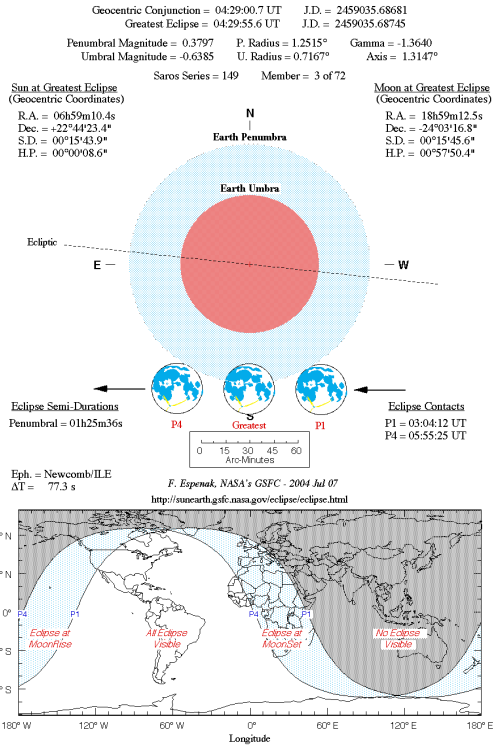 Geocentric Conjunction = 04:29:00.7 UT J.D. = 2459035.68681
Greatest Eclipse = 04:29:55.6 UT J.D. = 2459035.68745
Penumbral Magnitude = 0.3797 P. Radius = 1.2515° Gamma = -1.3640
Umbral Magnitude = -0.6385 U. Radius = 0.7167° Axis = 1.3147°
Saros Series = 149 Member = 3 of 72
Sun at Greatest Eclipse
(Geocentric Coordinates)
R.A. = 06h59m10.4s
Dec. = +22°44'23.4"
S.D. = 00°15'43.9"
H.P. = 00°00'08.6"
Moon at Greatest Eclipse
(Geocentric Coordinates)
R.A. = 18h59m12.5s
Dec. = -24°03'16.8"
S.D. = 00°15'45.6"
H.P. = 00°57'50.4"
N
Earth Penumbra
Earth Umbra
Ecliptic
E
W
S
P4
Greatest
P1
Eclipse Semi-Durations
Penumbral = 01h25m36s
Eclipse Contacts
P1 = 03:04:12 UT
P4 = 05:55:25 UT
0 15 30 45 60
Arc-Minutes
Eph. = Newcomb/ILE
ΔT = 77.3 s
F. Espenak, NASA's GSFC - 2004 Jul 07
http://sunearth.gsfc.nasa.gov/eclipse/eclipse.html
° N
° N
0°
° S
° S
P4
P1
P4
P1
Eclipse at
MoonRise
All Eclipse
Visible
Eclipse at
MoonSet
No Eclipse
Visible
180° W
120° W
60° W
0°
60° E
120° E
180° E
Longitude